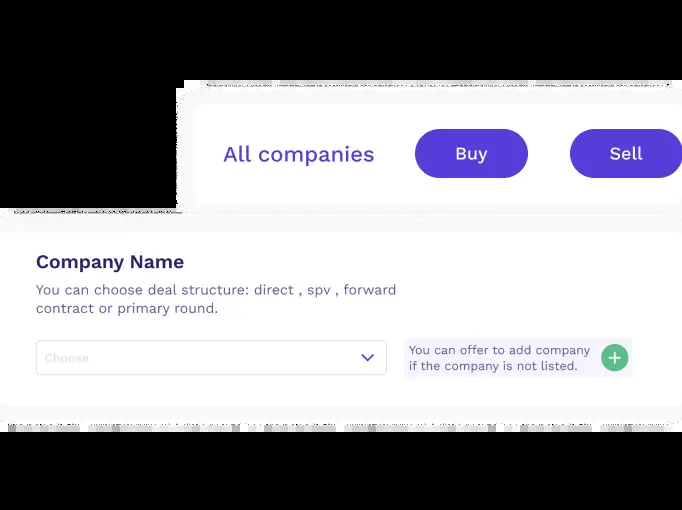 All companies
Buy
Sell
Company Name
You can choose deal structure: direct , spv , forward
contract or primary round.
Choose
You can offer to add company
if the company is not listed.